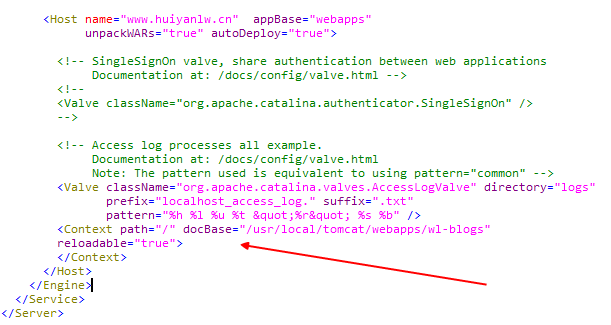 <Host name="www.huiyanlw.cn"  appBase="webapps"
unpackWARs="true" autoDeploy="true">
<!-- SingleSignOn valve, share authentication between web applications
Documentation at: /docs/config/valve.html -->
<!--
<Valve className="org.apache.catalina.authenticator.SingleSignOn" />
-->
<!-- Access log processes all example.
Documentation at: /docs/config/valve.html
Note: The pattern used is equivalent to using pattern="common" -->
<Valve className="org.apache.catalina.valves.AccessLogValve" directory="logs"
prefix="localhost_access_log." suffix=".txt"
pattern="%h %l %u %t &quot;%r&quot; %s %b" />
<Context path="/" docBase="/usr/local/tomcat/webapps/wl-blogs"
reloadable="true">
</Context>
</Host>
</Engine>
</Service>
</Server>